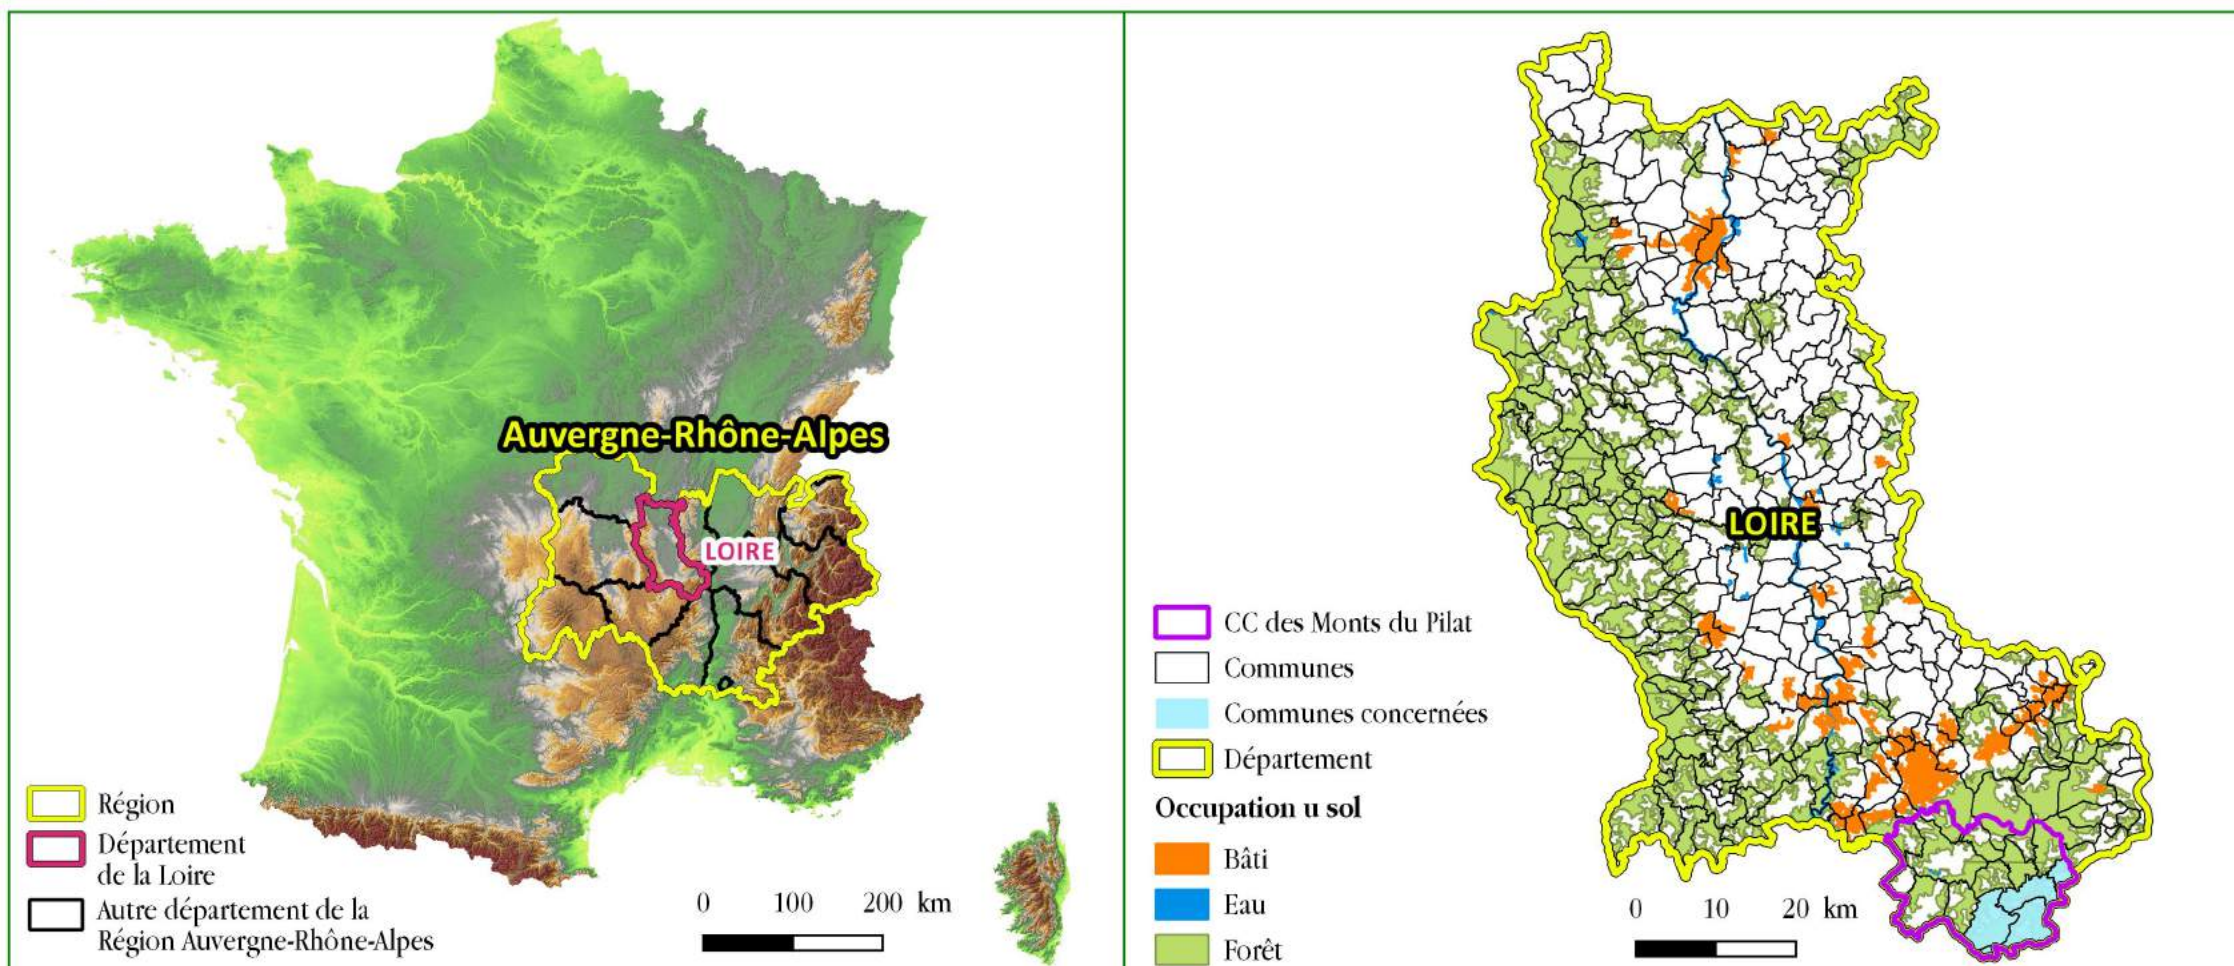 Auvergne-Rhône-Alpes
LOIRE
Région
Département
de la Loire
Autre département de la
Région Auvergne-Rhône-Alpes
0 100 200 km
LOIRE
CC des Monts du Pilat
Communes
Communes concernées
Département
Occupation u sol
Bâti
Eau
Forêt
0 10 20 km